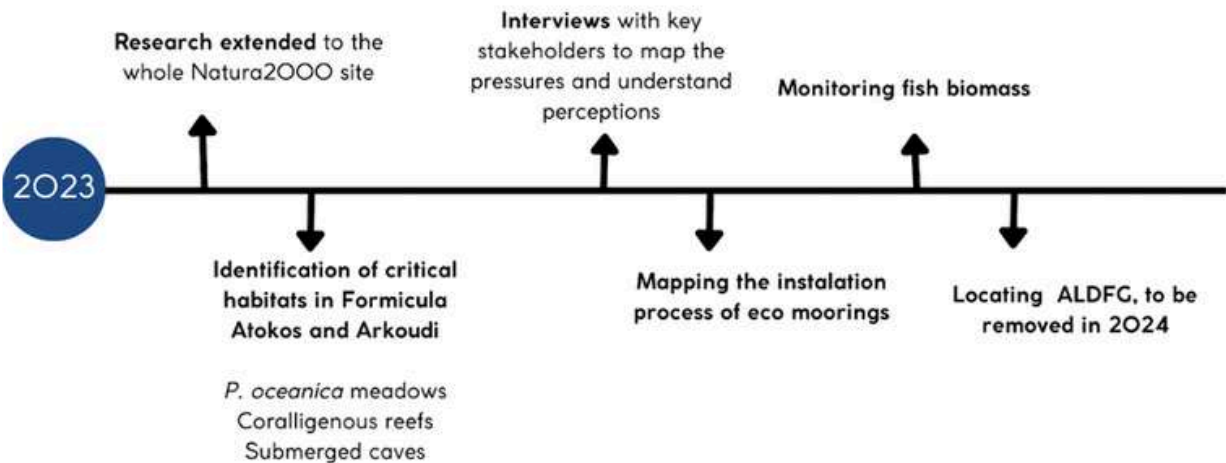 2023
Research extended to the
whole Natura2000 site
Identification of critical
habitats in Formicula
Atokos and Arkoudi
P. oceanica meadows
Coralligenous reefs
Submerged caves
Interviews with key
stakeholders to map the
pressures and understand
perceptions
Mapping the instalation
process of eco moorings
Monitoring fish biomass
Locating ALDFG, to be
removed in 2024